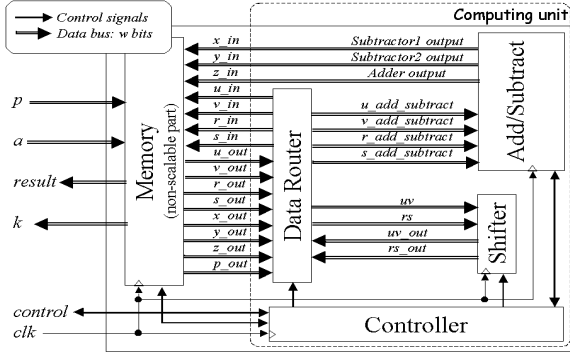 Computing unit
Control signals
Data bus: w bits
x_in
y_in
z_in
u_in
v_in
r_in
s_in
u_out
v_out
r_out
s_out
x_out
y_out
z_out
p_out
Subtractor1 output
Subtractor2 output
Adder output
u_add_subtract
v_add_subtract
r_add_subtract
s_add_subtract
uv
rs
uv_out
rs_out
p
a
result
k
control
clk
Memory
(non-scalable part)
Data Router
Add/Subtract
Shifter
Controller